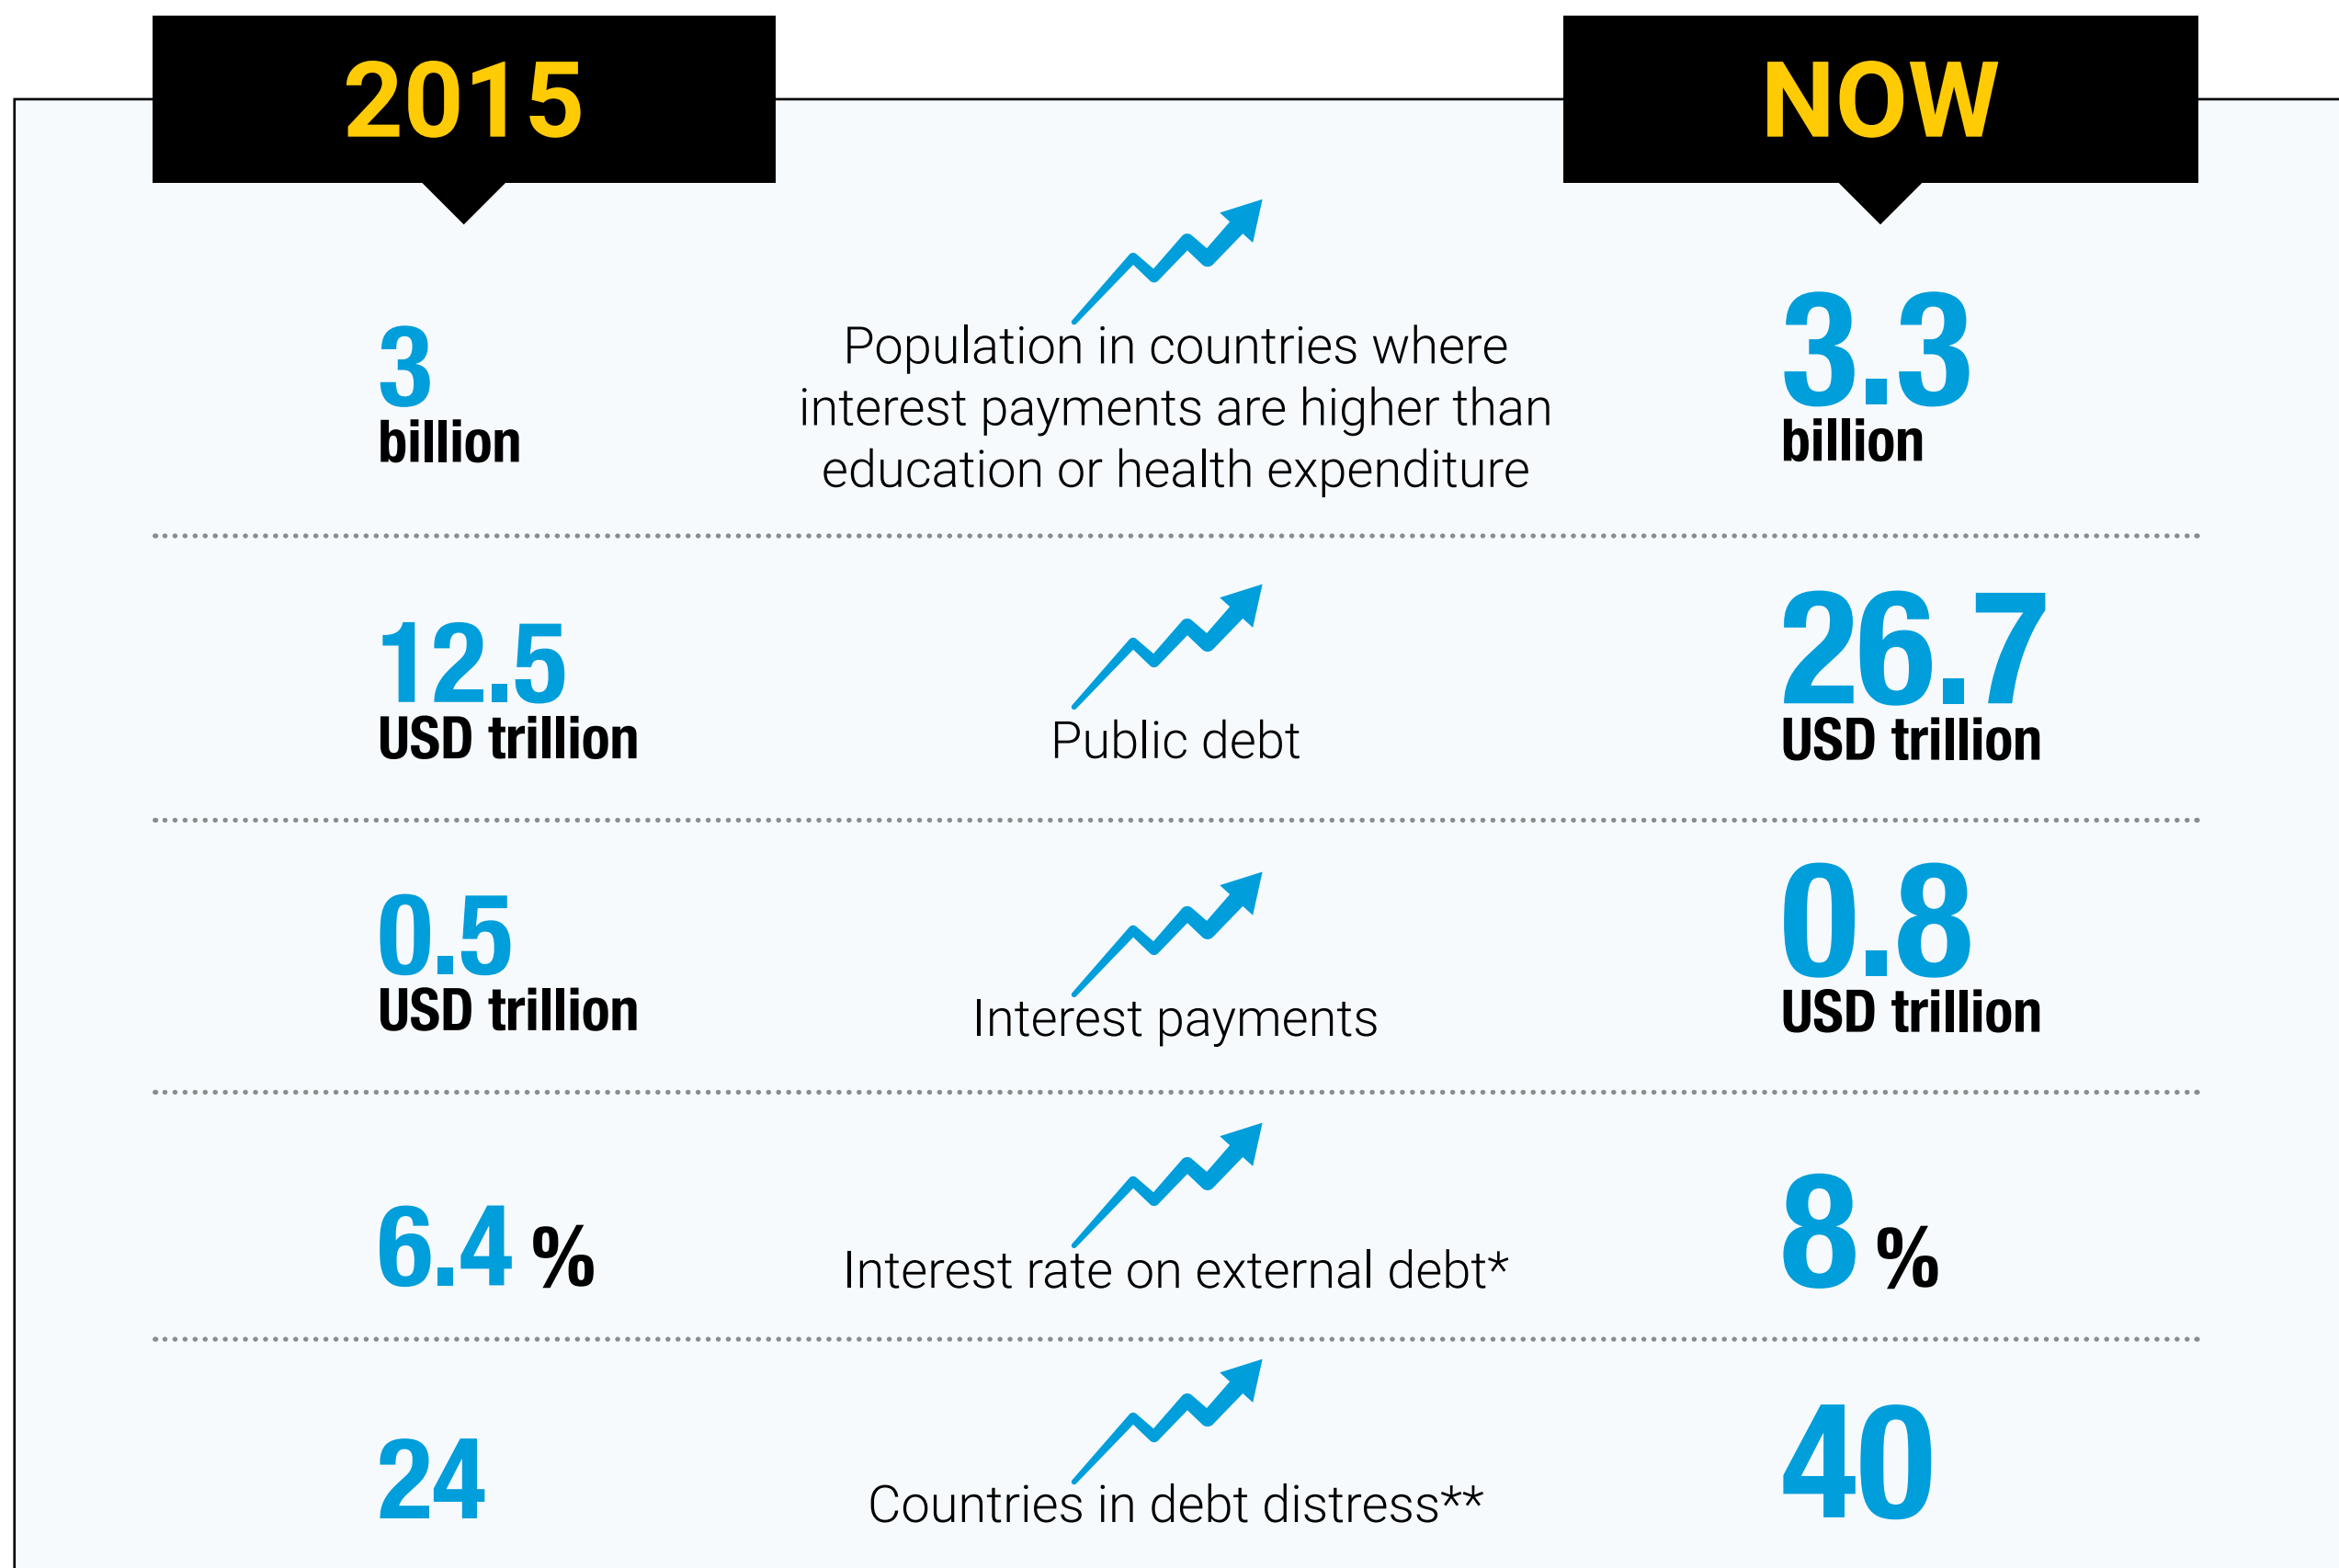 2015
NOW
3
billion
Population in countries where
interest payments are higher than
education or health expenditure
3.3
billion
12.5
USD trillion
Public debt
26.7
USD trillion
0.5
USD trillion
Interest payments
0.8
USD trillion
6.4 %
Interest rate on external debt*
8 %
24
Countries in debt distress**
40